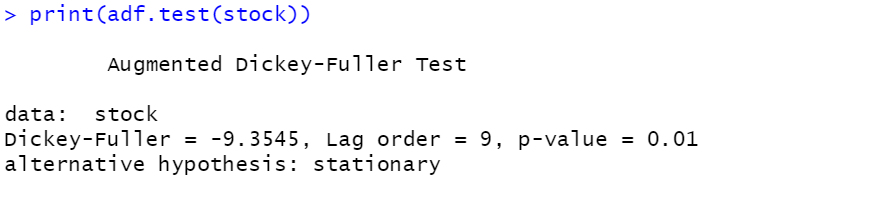 > print(adf.test(stock))
Augmented Dickey-Fuller Test
data:  stock
Dickey-Fuller = -9.3545, Lag order = 9, p-value = 0.01
alternative hypothesis: stationary